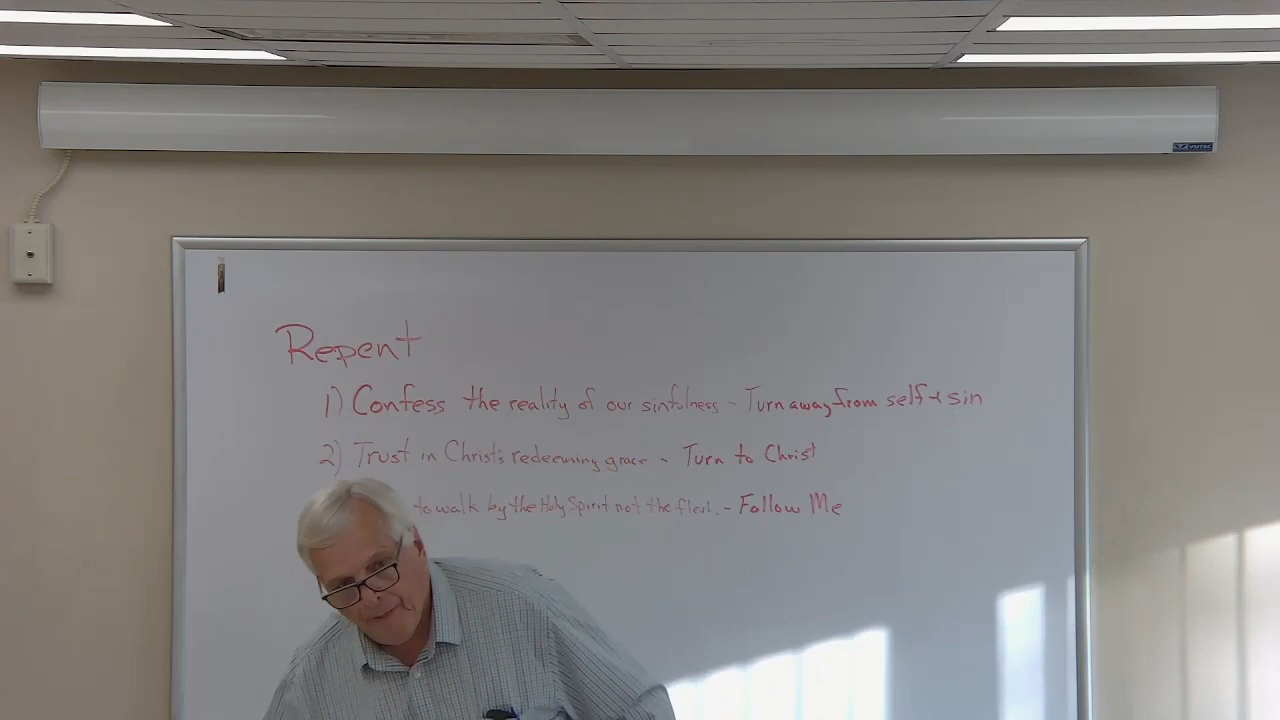 VUTEC
Repent
1) Confess the reality of our sinfulness - Turn away from self & sin
2) Trust in Christ's redeeming grace - Turn to Christ
to walk by the Holy Spirit not the flesh. - Follow Me